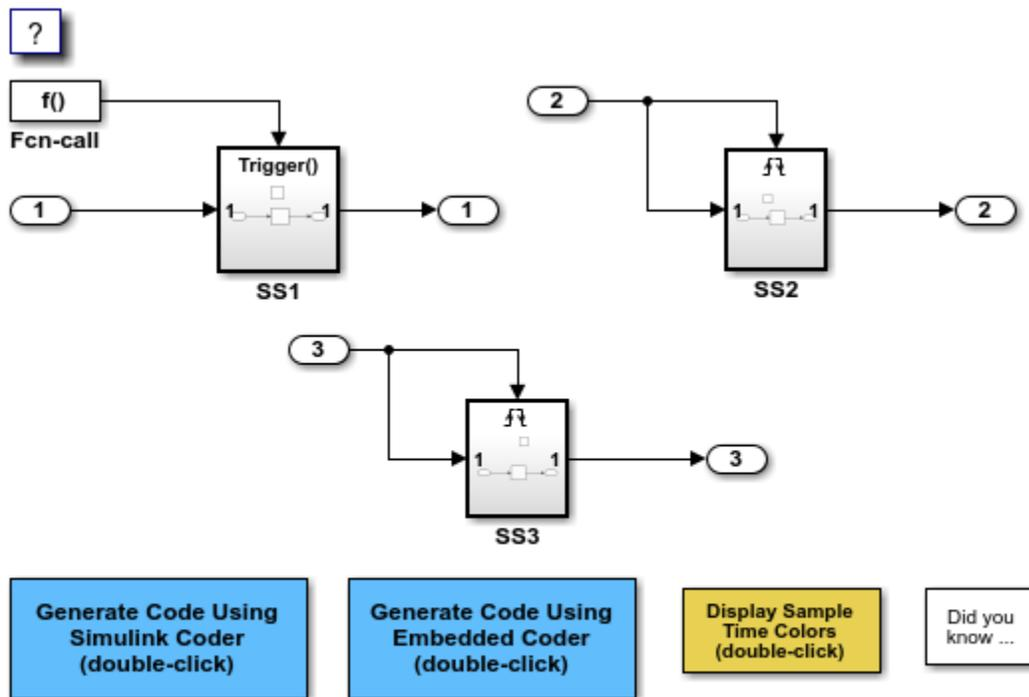 ?
f()
Fcn-call
Trigger()
1
1
1
1
SS1
2
1
1
2
SS2
3
1
1
3
SS3
Generate Code Using
Simulink Coder
(double-click)
Generate Code Using
Embedded Coder
(double-click)
Display Sample
Time Colors
(double-click)
Did you
know ...